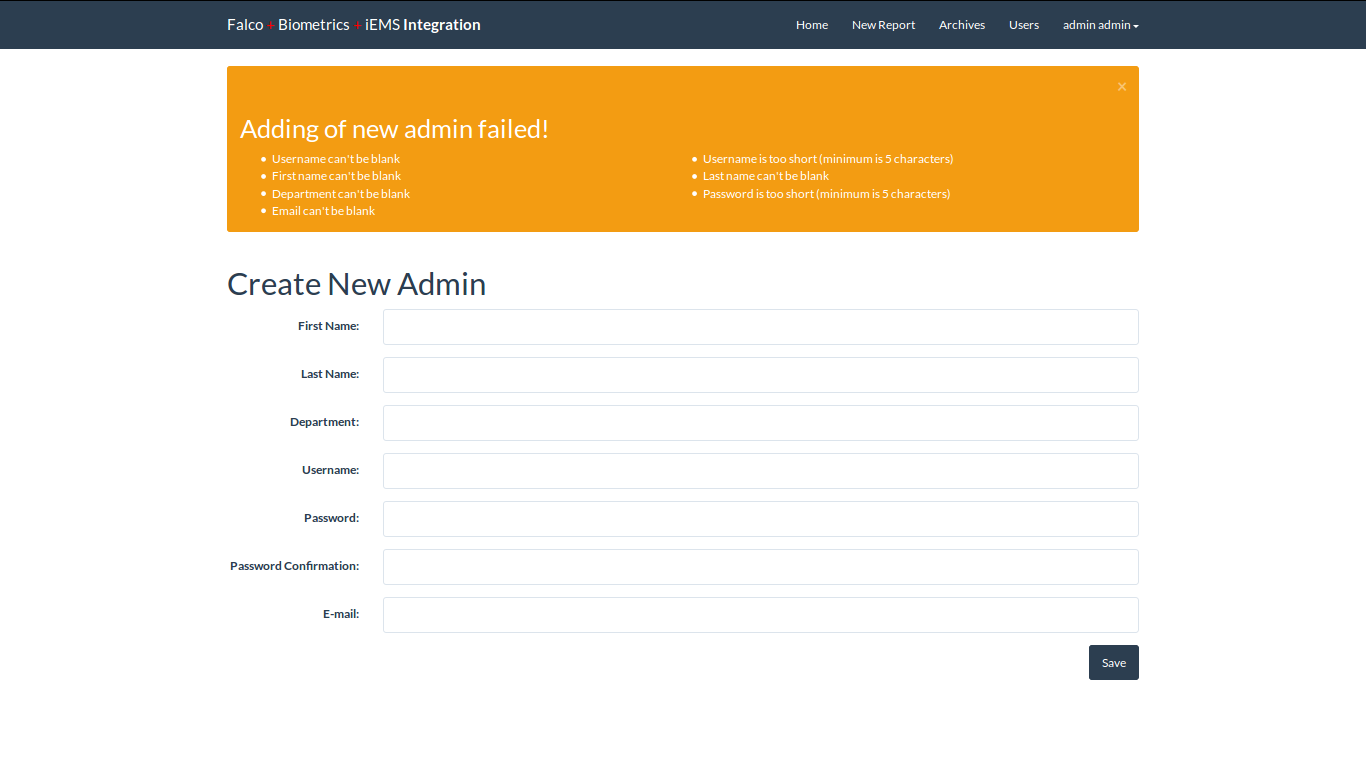 Falco + Biometrics + iEMS Integration
Home New Report Archives Users admin admin
×
Adding of new admin failed!
Username can't be blank
First name can't be blank
Department can't be blank
Email can't be blank
Username is too short (minimum is 5 characters)
Last name can't be blank
Password is too short (minimum is 5 characters)
Create New Admin
First Name:
Last Name:
Department:
Username:
Password:
Password Confirmation:
E-mail:
Save